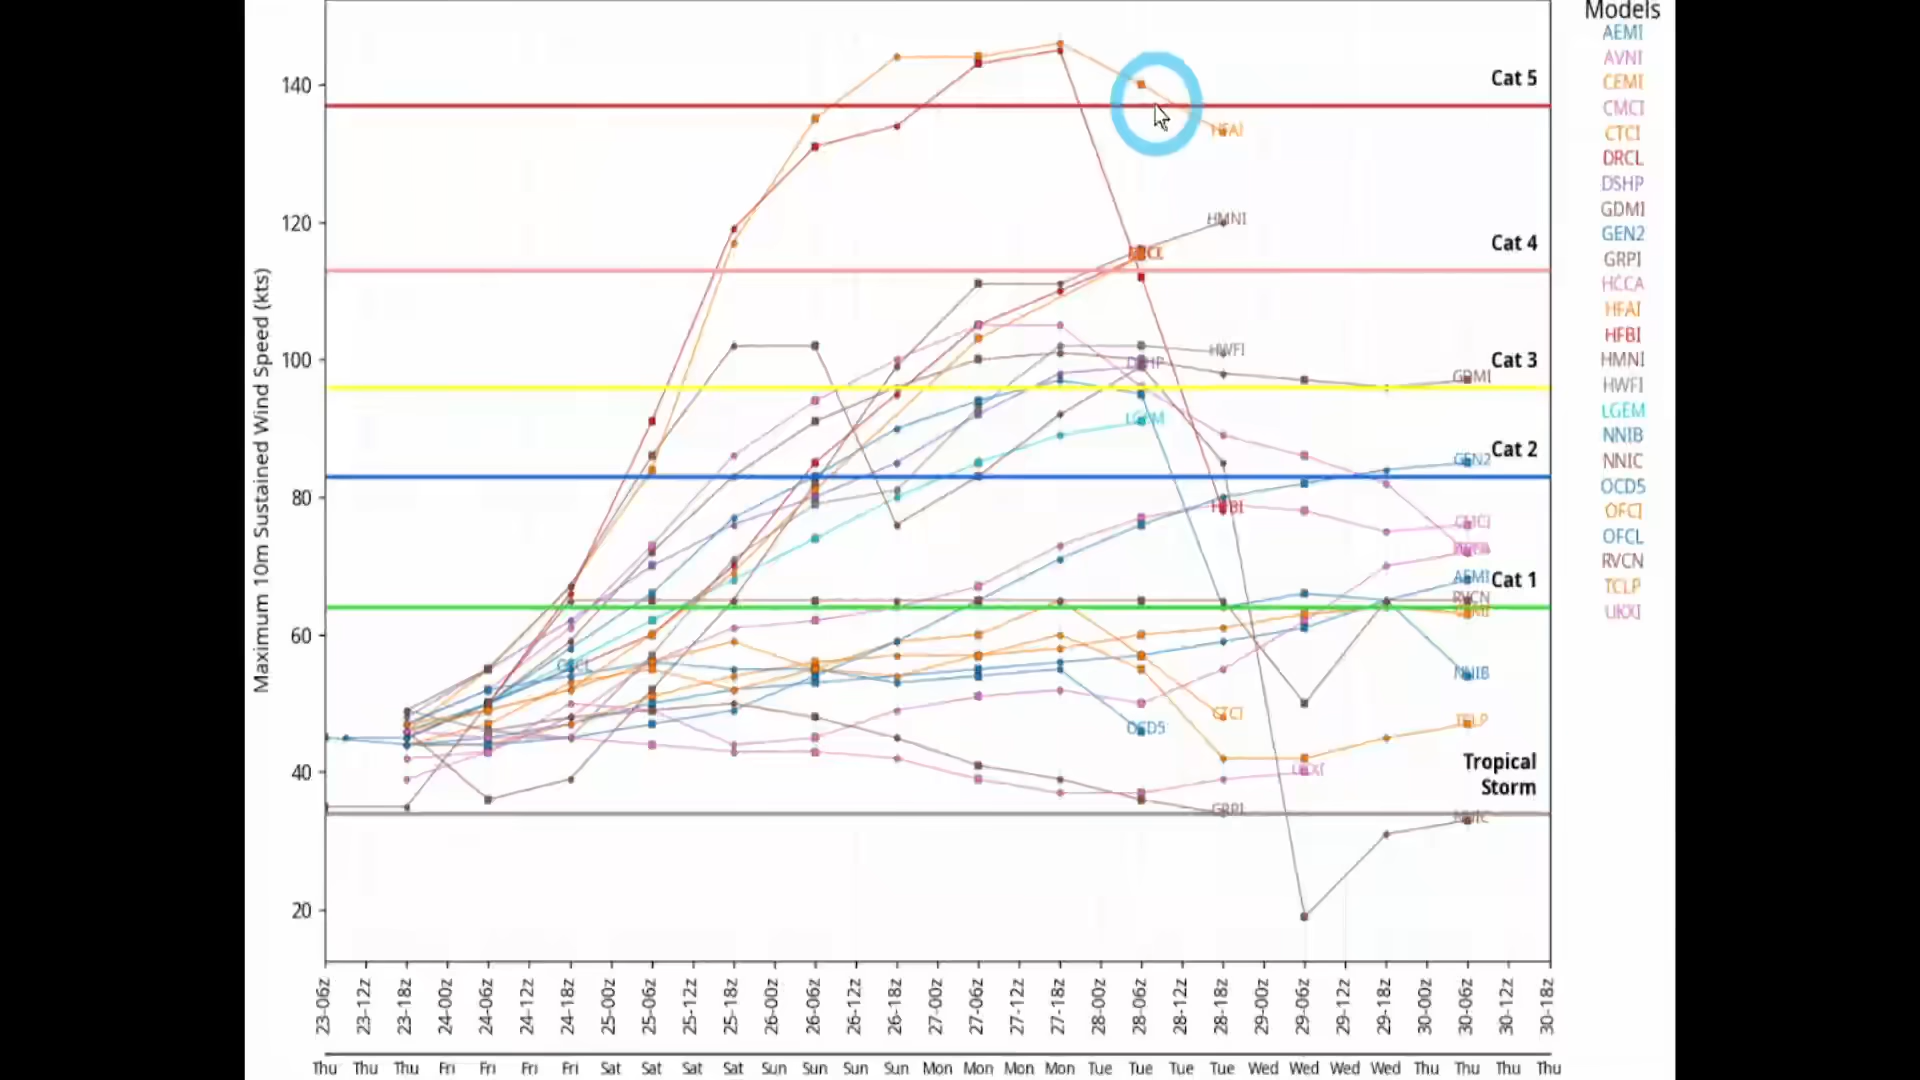 Models
AEMI
AVNI
CEMI
CMCI
CTCI
DRCL
DSHP
GDMI
GEN2
GRPI
HCCA
HFAI
HFBI
HMNI
HWFI
LGEM
NNIB
NNIC
OCD5
OFCI
OFCL
RVCN
TCLP
UKXI
Maximum 10m Sustained Wind Speed (kts)
140
120
100
80
60
40
20
Cat 5
Cat 4
Cat 3
Cat 2
Cat 1
Tropical
Storm
HFAI
HMNI
HWFI
DSHP
GDMI
LGEM
GEN2
HFBI
CMCI
AEMI
RVCN
OFCL
NNIB
CTCI
TCLP
OCD5
UKXI
GRPI
NNIC
23-06z 23-12z 23-18z 24-00z 24-06z 24-12z 24-18z 25-00z 25-06z 25-12z 25-18z 26-00z 26-06z 26-12z 26-18z 27-00z 27-06z 27-12z 27-18z 28-00z 28-06z 28-12z 28-18z 29-00z 29-06z 29-12z 29-18z 30-00z 30-06z 30-12z 30-18z
Thu Thu Thu Fri Fri Fri Fri Sat Sat Sat Sat Sun Sun Sun Sun Mon Mon Mon Mon Tue Tue Tue Tue Wed Wed Wed Wed Thu Thu Thu Thu